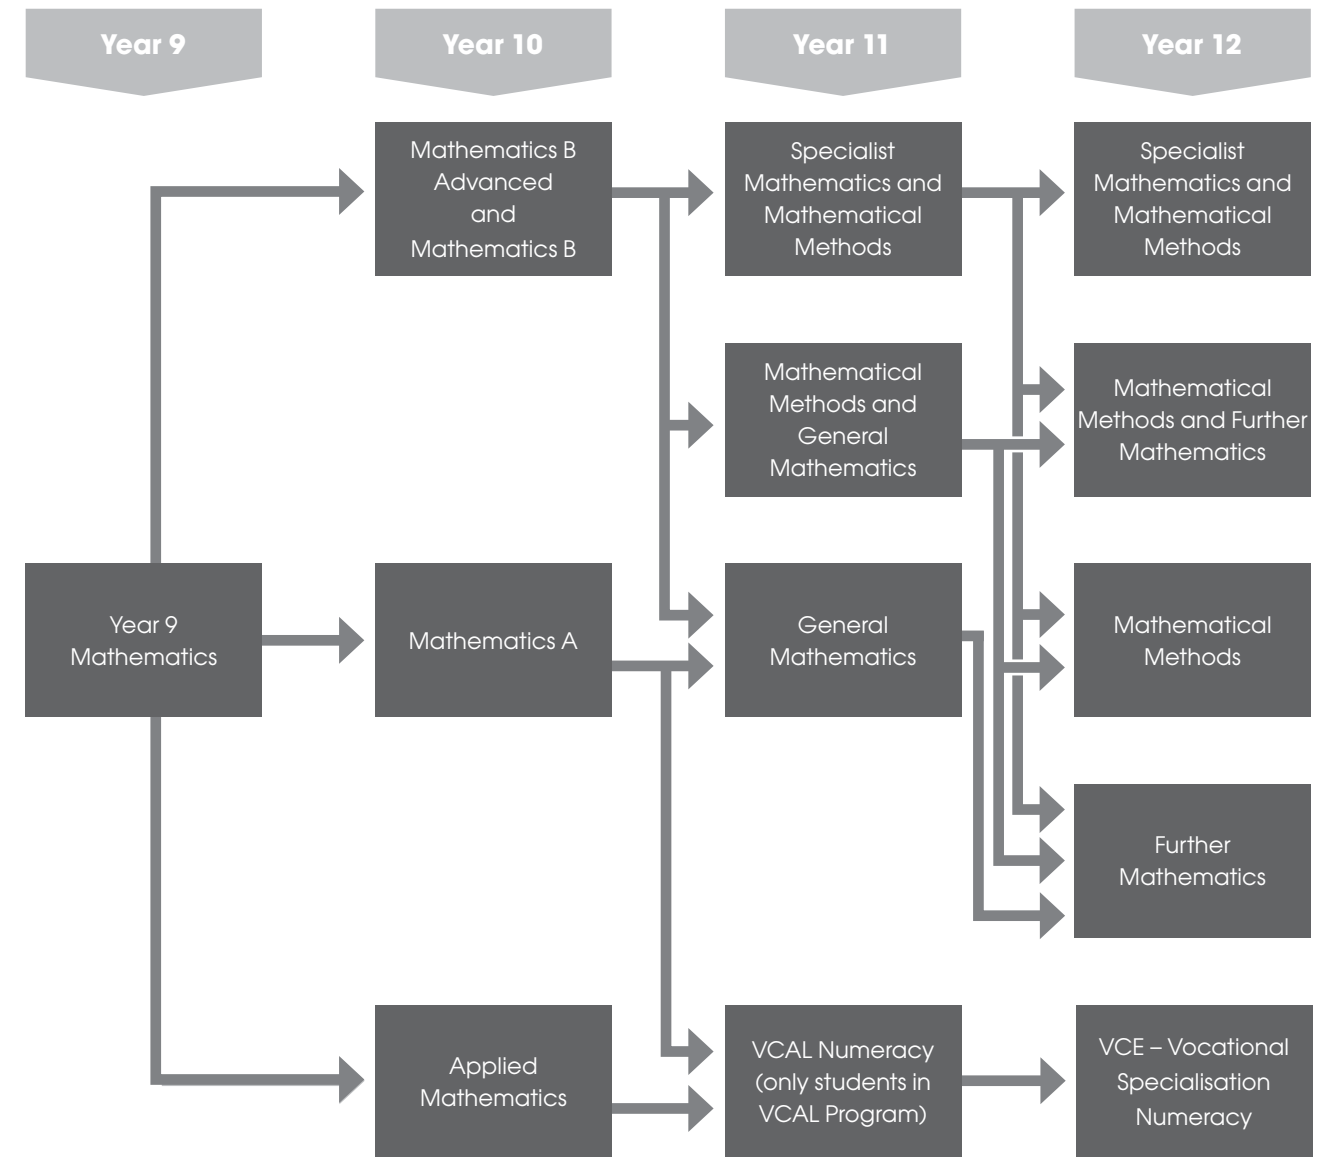 Year 9
Year 10
Year 11
Year 12
Mathematics B
Advanced
and
Mathematics B
Specialist
Mathematics and
Mathematical
Methods
Specialist
Mathematics and
Mathematical
Methods
Mathematical
Methods and
General
Mathematics
Mathematical
Methods and Further
Mathematics
Year 9
Mathematics
Mathematics A
General
Mathematics
Mathematical
Methods
Further
Mathematics
Applied
Mathematics
VCAL Numeracy
(only students in
VCAL Program)
VCE – Vocational
Specialisation
Numeracy